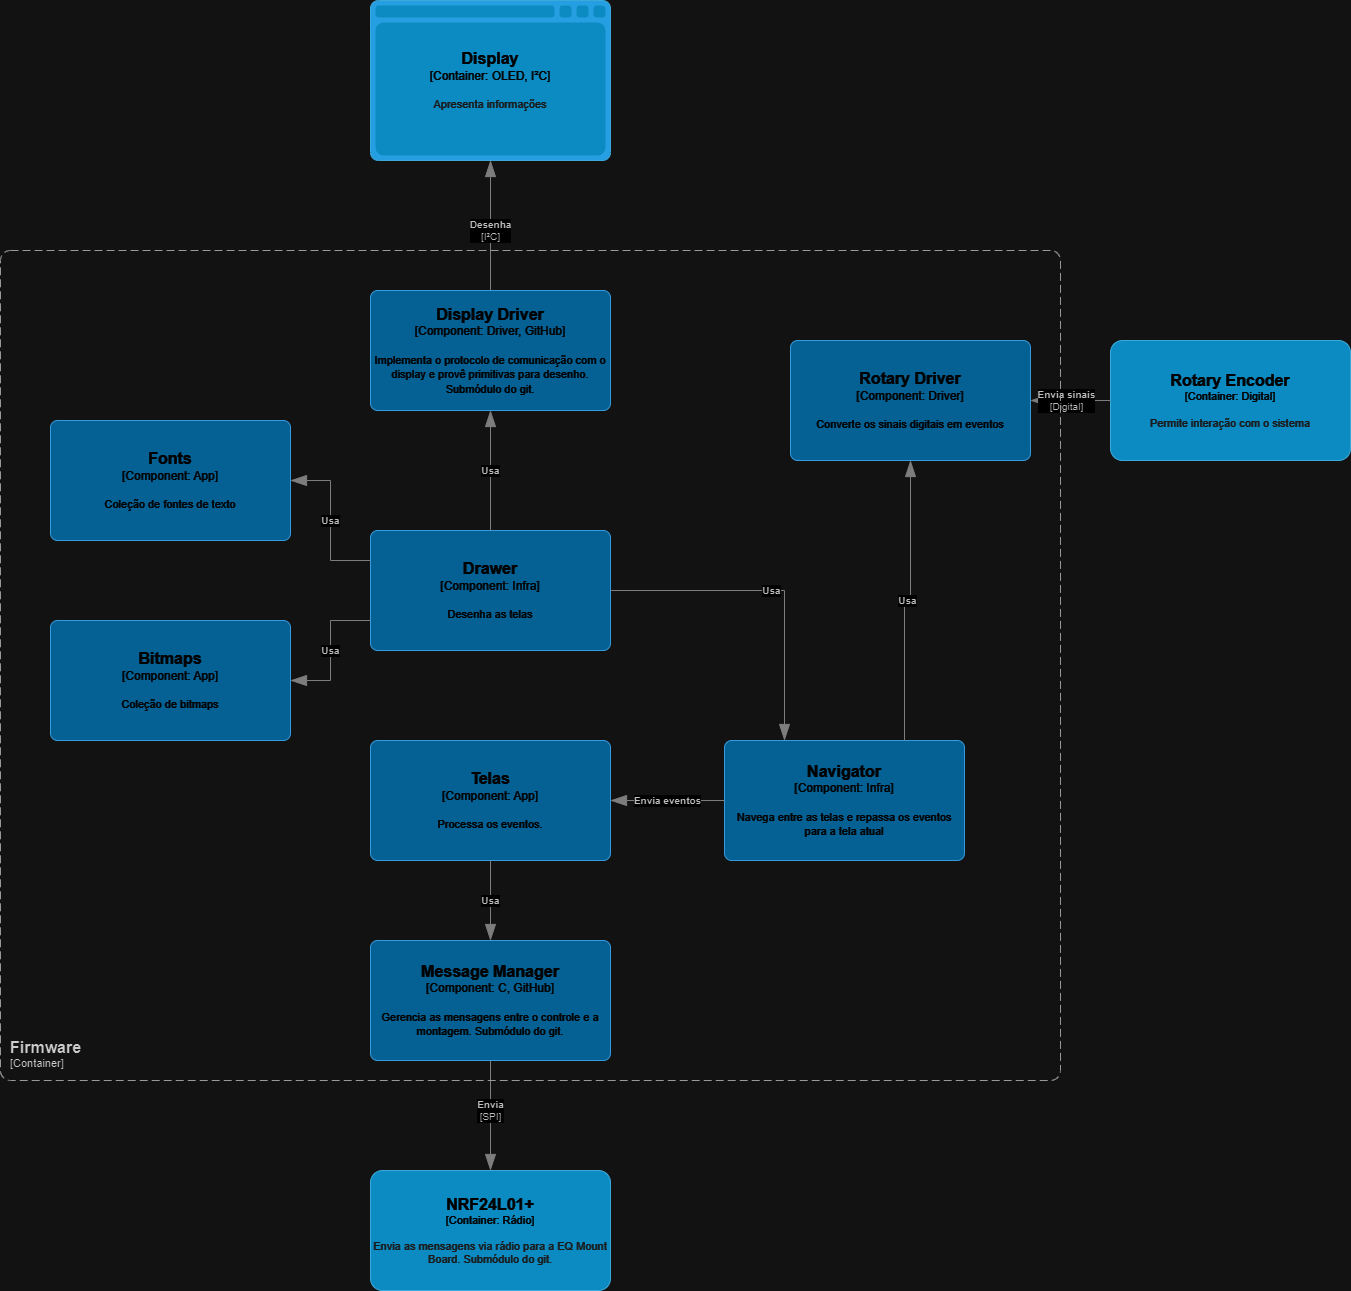 Display
[Container: OLED, I²C]
Apresenta informações
Desenha
[I²C]
Display Driver
[Component: Driver, GitHub]
Implementa o protocolo de comunicação com o
display e provê primitivas para desenho.
Submódulo do git.
Rotary Driver
[Component: Driver]
Converte os sinais digitais em eventos
Envia sinais
[Digital]
Rotary Encoder
[Container: Digital]
Permite interação com o sistema
Fonts
[Component: App]
Coleção de fontes de texto
Usa
Usa
Drawer
[Component: Infra]
Desenha as telas
Usa
Usa
Bitmaps
[Component: App]
Coleção de bitmaps
Usa
Telas
[Component: App]
Processa os eventos.
Envia eventos
Navigator
[Component: Infra]
Navega entre as telas e repassa os eventos
para a tela atual
Usa
Message Manager
[Component: C, GitHub]
Gerencia as mensagens entre o controle e a
montagem. Submódulo do git.
Firmware
[Container]
Envia
[SPI]
NRF24L01+
[Container: Rádio]
Envia as mensagens via rádio para a EQ Mount
Board. Submódulo do git.